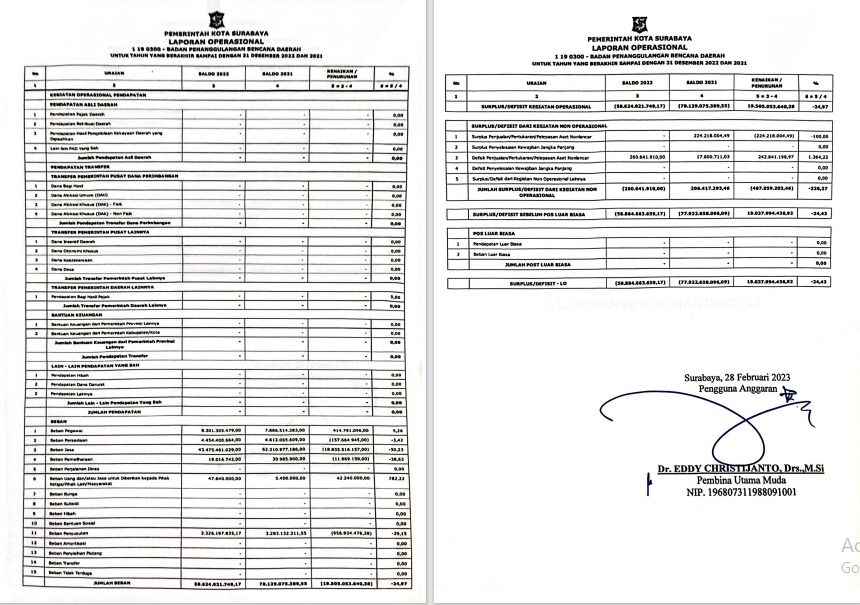 PEMERINTAH KOTA SURABAYA
LAPORAN OPERASIONAL
1 19 0300 - BADAN PENANGGULANGAN BENCANA DAERAH
UNTUK TAHUN YANG BERAKHIR SAMPAI DENGAN 31 DESEMBER 2022 DAN 2021
No URAIAN SALDO 2022 SALDO 2021 KENAIKAN / PENURUNAN %
1 2 3 4 5 = 3 - 4 6 = 5 / 4
KEGIATAN OPERASIONAL PENDAPATAN
PENDAPATAN ASLI DAERAH
1 Pendapatan Pajak Daerah - - - 0,00
2 Pendapatan Retribusi Daerah - - - 0,00
3 Pendapatan Hasil Pengelolaan Kekayaan Daerah yang Dipisahkan - - - 0,00
4 Lain-lain PAD Yang Sah - - - 0,00
Jumlah Pendapatan Asli Daerah - - - 0,00
PENDAPATAN TRANSFER
TRANSFER PEMERINTAH PUSAT DANA PERIMBANGAN
1 Dana Bagi Hasil - - - 0,00
2 Dana Alokasi Umum (DAU) - - - 0,00
3 Dana Alokasi Khusus (DAK) - Fisik - - - 0,00
4 Dana Alokasi Khusus (DAK) - Non Fisik - - - 0,00
Jumlah Pendapatan Transfer Dana Perimbangan - - - 0,00
TRANSFER PEMERINTAH PUSAT LAINNYA
1 Dana Insentif Daerah - - - 0,00
2 Dana Otonomi Khusus - - - 0,00
3 Dana Keistimewaan - - - 0,00
4 Dana Desa - - - 0,00
Jumlah Transfer Pemerintah Pusat Lainnya - - - 0,00
TRANSFER PEMERINTAH DAERAH LAINNYA
1 Pendapatan Bagi Hasil Pajak - - - 0,00
Jumlah Transfer Pemerintah Daerah Lainnya - - - 0,00
BANTUAN KEUANGAN
1 Bantuan Keuangan dari Pemerintah Provinsi Lainnya - - - 0,00
2 Bantuan Keuangan dari Pemerintah Kabupaten/Kota - - - 0,00
Jumlah Bantuan Keuangan dari Pemerintah Provinsi Lainnya - - - 0,00
Jumlah Pendapatan Transfer - - - 0,00
LAIN - LAIN PENDAPATAN YANG SAH
1 Pendapatan Hibah - - - 0,00
2 Pendapatan Dana Darurat - - - 0,00
3 Pendapatan Lainnya - - - 0,00
Jumlah Lain - Lain Pendapatan Yang Sah - - - 0,00
JUMLAH PENDAPATAN - - - 0,00
BEBAN
1 Beban Pegawai 8.301.305.479,00 7.886.514.383,00 414.791.096,00 5,26
2 Beban Persediaan 4.454.400.664,00 4.612.065.609,00 (157.664.945,00) -3,42
3 Beban Jasa 43.475.461.029,00 62.310.977.186,00 (18.835.516.157,00) -30,23
4 Beban Pemeliharaan 19.016.742,00 30.985.900,00 (11.969.158,00) -38,63
5 Beban Perjalanan Dinas - - - 0,00
6 Beban Uang dan/atau Jasa untuk Diberikan kepada Pihak Ketiga/Pihak Lain/Masyarakat 47.640.000,00 5.400.000,00 42.240.000,00 782,22
7 Beban Bunga - - - 0,00
8 Beban Subsidi - - - 0,00
9 Beban Hibah - - - 0,00
10 Beban Bantuan Sosial - - - 0,00
11 Beban Penyusutan 2.326.197.835,17 3.283.132.311,55 (956.934.476,38) -29,15
12 Beban Amortisasi - - - 0,00
13 Beban Penyisihan Piutang - - - 0,00
14 Beban Transfer - - - 0,00
15 Beban Tidak Terduga - - - 0,00
JUMLAH BEBAN 58.624.021.749,17 78.129.075.389,55 (19.505.053.640,38) -24,97
PEMERINTAH KOTA SURABAYA
LAPORAN OPERASIONAL
1 19 0300 - BADAN PENANGGULANGAN BENCANA DAERAH
UNTUK TAHUN YANG BERAKHIR SAMPAI DENGAN 31 DESEMBER 2022 DAN 2021
No URAIAN SALDO 2022 SALDO 2021 KENAIKAN / PENURUNAN %
1 2 3 4 5 = 3 - 4 6 = 5 / 4
SURPLUS/DEFISIT KEGIATAN OPERASIONAL (58.624.021.749,17) (78.129.075.389,55) 19.505.053.640,38 -24,97
SURPLUS/DEFISIT DARI KEGIATAN NON OPERASIONAL
1 Surplus Penjualan/Pertukaran/Pelepasan Aset Nonlancar - 224.218.004,49 (224.218.004,49) -100,00
2 Surplus Penyelesaian Kewajiban Jangka Panjang - - - 0,00
3 Defisit Penjualan/Pertukaran/Pelepasan Aset Nonlancar 260.641.910,00 17.800.711,03 242.841.198,97 1.364,22
4 Defisit Penyelesaian Kewajiban Jangka Panjang - - - 0,00
5 Surplus/Defisit dari Kegiatan Non Operasional Lainnya - - - 0,00
JUMLAH SURPLUS/DEFISIT DARI KEGIATAN NON OPERASIONAL (260.641.910,00) 206.417.293,46 (467.059.203,46) -226,27
SURPLUS/DEFISIT SEBELUM POS LUAR BIASA (58.884.663.659,17) (77.922.658.096,09) 19.037.994.436,92 -24,43
POS LUAR BIASA
1 Pendapatan Luar Biasa - - - 0,00
2 Beban Luar Biasa - - - 0,00
JUMLAH POST LUAR BIASA - - - 0,00
SURPLUS/DEFISIT - LO (58.884.663.659,17) (77.922.658.096,09) 19.037.994.436,92 -24,43
Surabaya, 28 Februari 2023
Pengguna Anggaran
Dr. EDDY CHRISTIJANTO, Drs.,M.Si
Pembina Utama Muda
NIP. 196807311988091001
Ac
Go